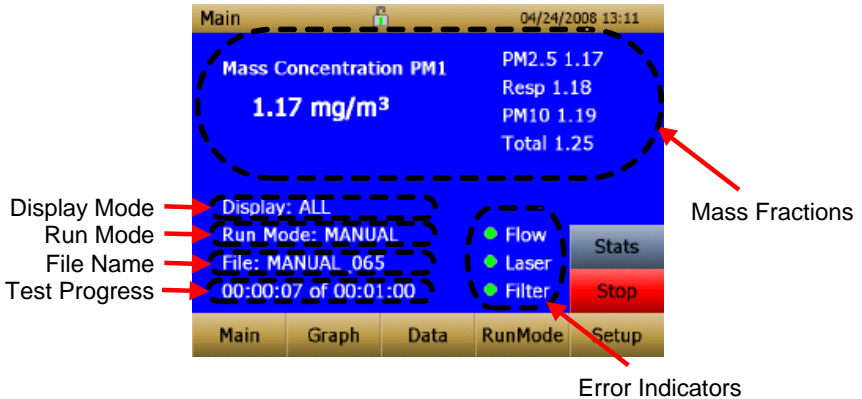 Main 04/24/2008 13:11
Mass Concentration PM1
1.17 mg/m³
PM2.5 1.17
Resp 1.18
PM10 1.19
Total 1.25
Mass Fractions
Display Mode
Run Mode
File Name
Test Progress
Display: ALL
Run Mode: MANUAL
File: MANUAL_065
00:00:07 of 00:01:00
Flow
Laser
Filter
Stats
Stop
Main Graph Data RunMode Setup
Error Indicators